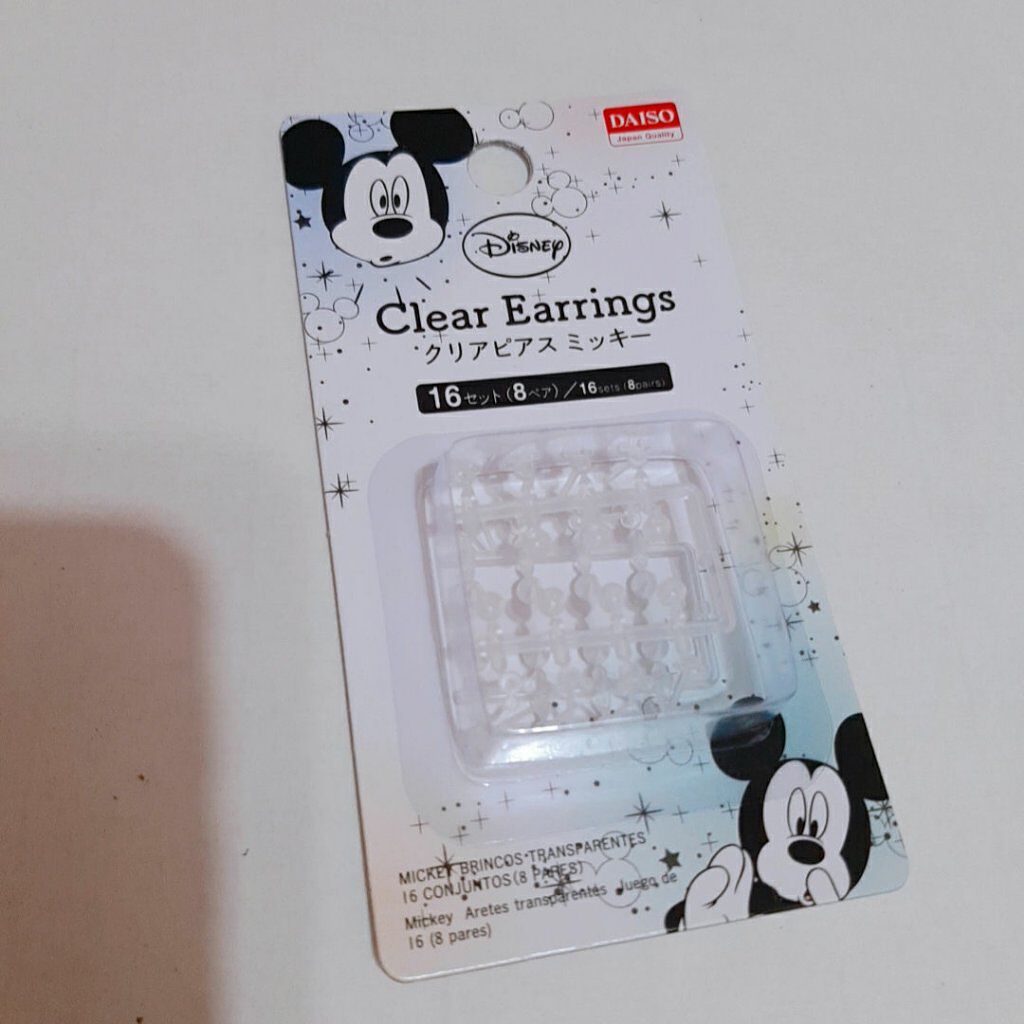 DAISO
Japan Quality
Disney
Clear Earrings
クリアピアス ミッキー
16セット(8ペア)/16sets(8pairs)
MICKEY BRINCOS TRANSPARENTES
16 CONJUNTOS (8 PARES)
Mickey Aretes transparentes Juego de
16 (8 pares)